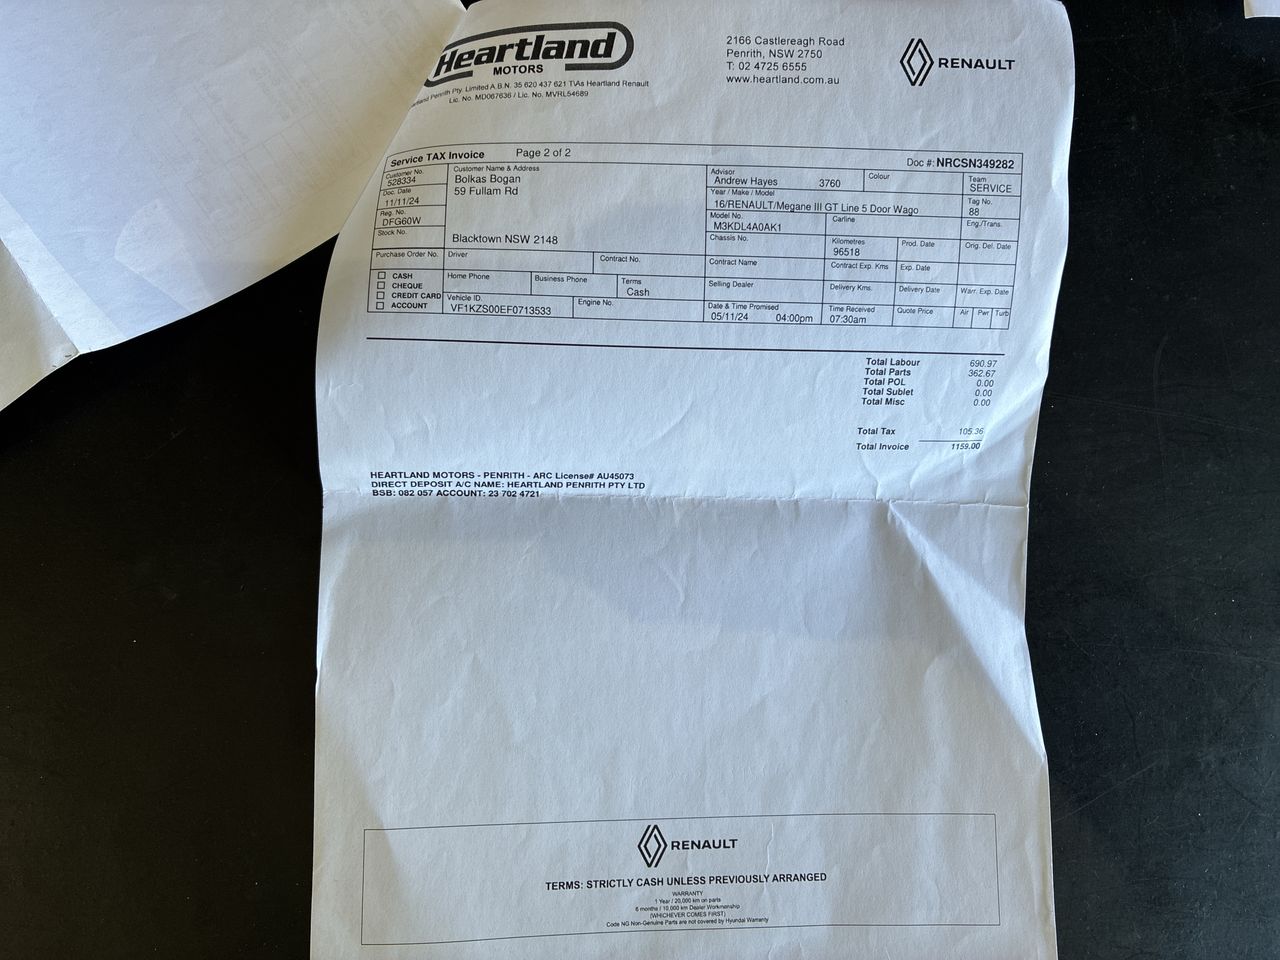 Heartland
MOTORS
Heartland Penrith Pty. Limited A.B.N. 35 620 437 621 T\As Heartland Renault
Lic. No. MD067636 / Lic. No. MVRL54689
2166 Castlereagh Road
Penrith, NSW 2750
T: 02 4725 6555
www.heartland.com.au
RENAULT
Service TAX Invoice Page 2 of 2 Doc #: NRCSN349282
Customer No.
528334
Doc. Date
11/11/24
Reg. No.
DFG60W
Stock No.
Customer Name & Address
Bolkas Bogan
59 Fullam Rd
Blacktown NSW 2148
Advisor
Andrew Hayes 3760
Colour
Team
SERVICE
Year / Make / Model
16/RENAULT/Megane III GT Line 5 Door Wago
Tag No.
88
Model No.
M3KDL4A0AK1
Carline
Eng./Trans.
Chassis No.
Kilometres
96518
Prod. Date
Orig. Del. Date
Purchase Order No.
Driver
Contract No.
Contract Name
Contract Exp. Kms
Exp. Date
CASH
CHEQUE
CREDIT CARD
ACCOUNT
Home Phone
Business Phone
Terms
Cash
Selling Dealer
Delivery Kms.
Delivery Date
Warr. Exp. Date
Vehicle ID.
VF1KZS00EF0713533
Engine No.
Date & Time Promised
05/11/24 04:00pm
Time Received
07:30am
Quote Price
Air Pwr Turb
Total Labour 690.97
Total Parts 362.67
Total POL 0.00
Total Sublet 0.00
Total Misc 0.00
Total Tax 105.36
Total Invoice 1159.00
HEARTLAND MOTORS - PENRITH - ARC License# AU45073
DIRECT DEPOSIT A/C NAME: HEARTLAND PENRITH PTY LTD
BSB: 082 057 ACCOUNT: 23 702 4721
RENAULT
TERMS: STRICTLY CASH UNLESS PREVIOUSLY ARRANGED
WARRANTY
1 Year / 20,000 km on parts
6 months / 10,000 km Dealer Workmanship
(WHICHEVER COMES FIRST)
Code NG Non-Genuine Parts are not covered by Hyundai Warranty